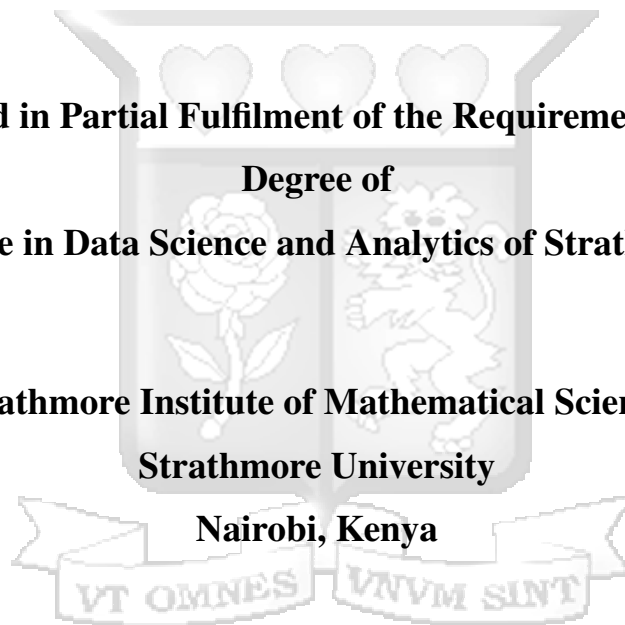 d in Partial Fulfilment of the Requireme
Degree of
e in Data Science and Analytics of Strat
athmore Institute of Mathematical Scien
Strathmore University
Nairobi, Kenya
VT OMNES VNVM SINT